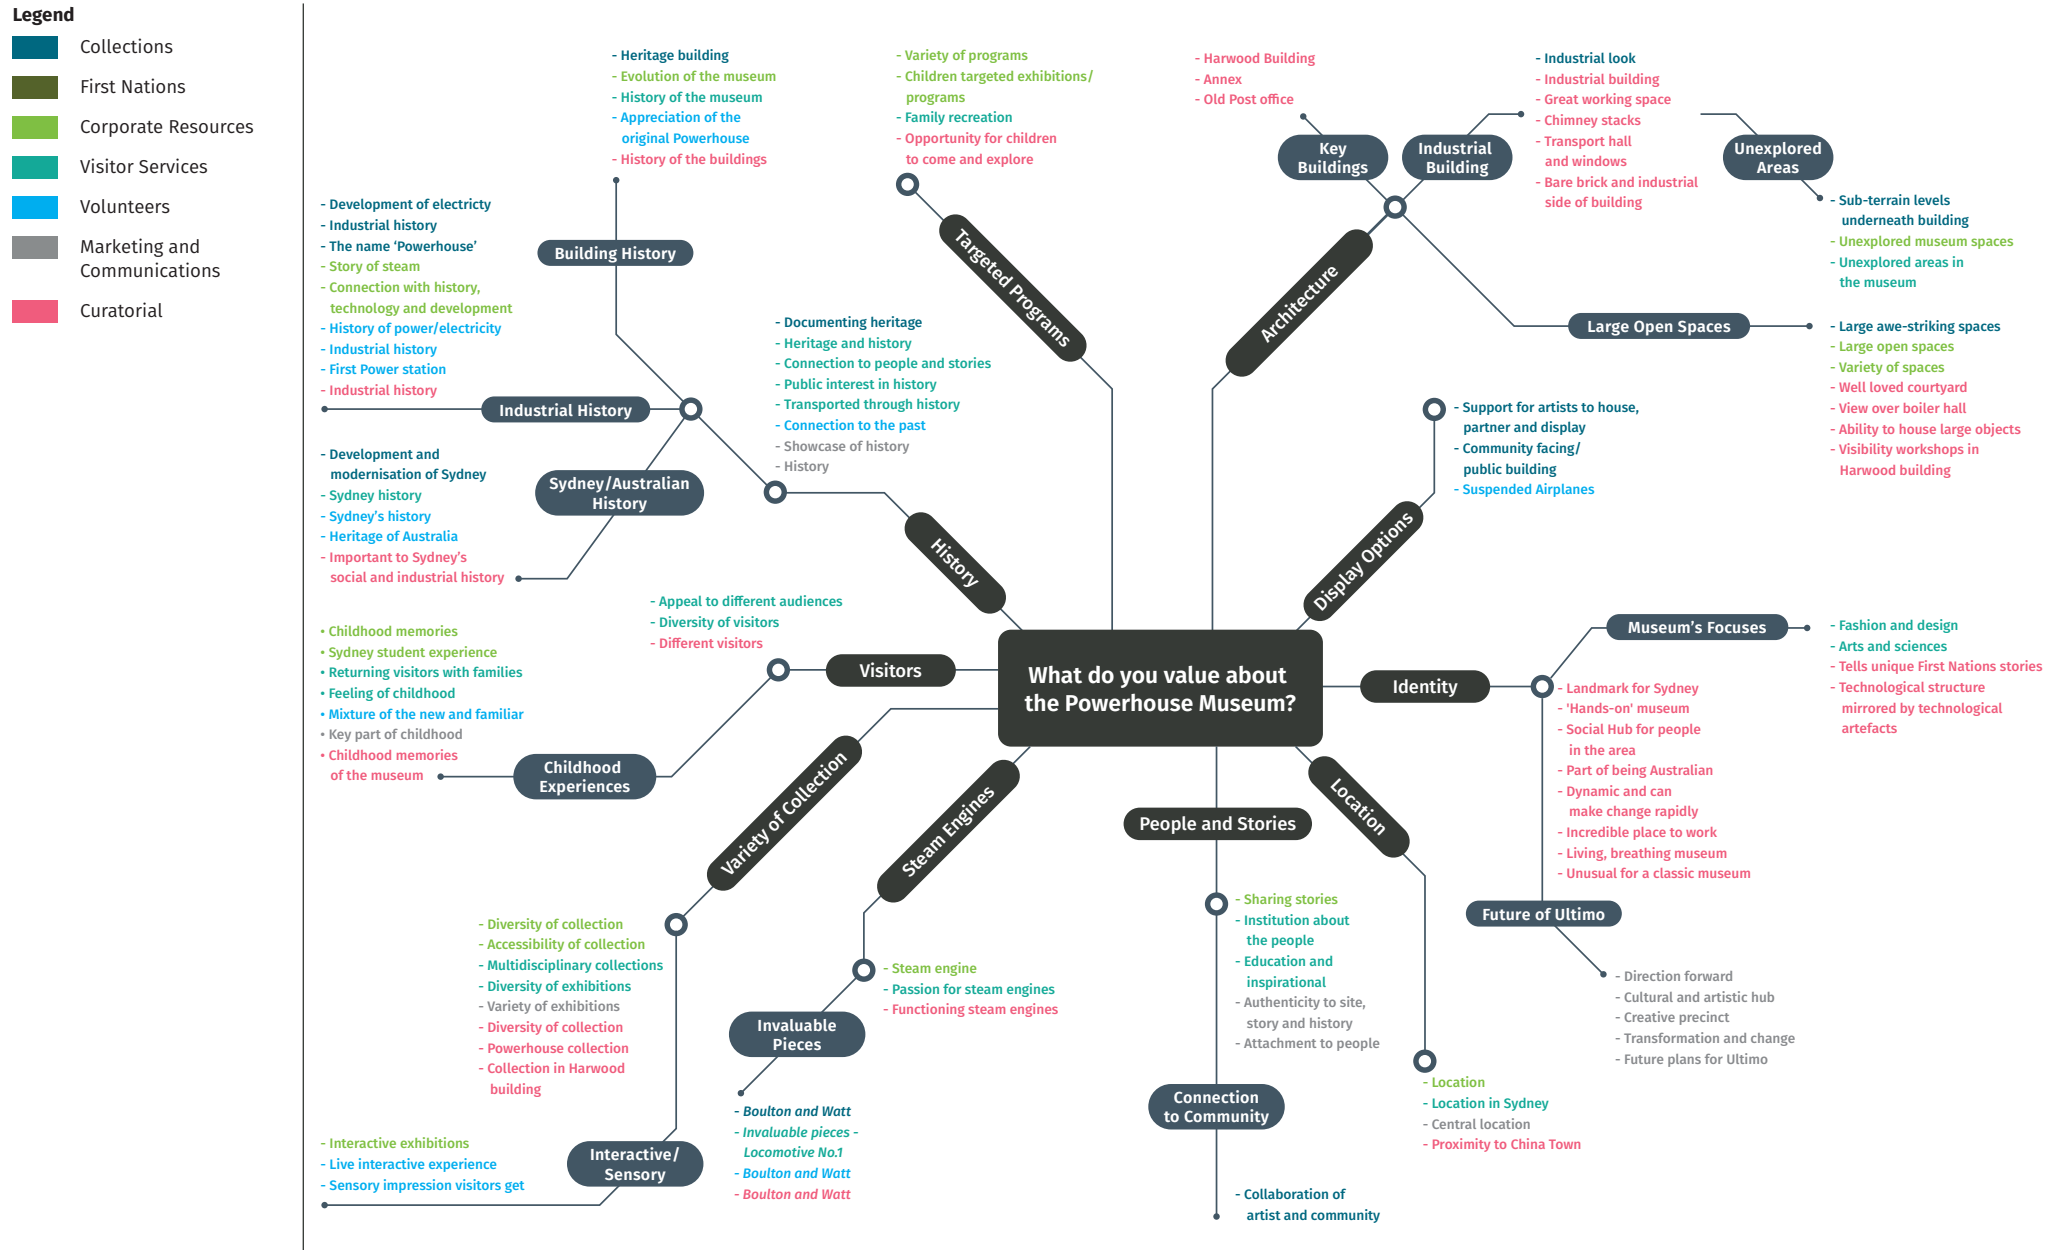 Legend
Collections
First Nations
Corporate Resources
Visitor Services
Volunteers
Marketing and
Communications
Curatorial
- Heritage building
- Evolution of the museum
- History of the museum
- Appreciation of the
original Powerhouse
- History of the buildings
Building History
- Development of electricty
- Industrial history
- The name ‘Powerhouse’
- Story of steam
- Connection with history,
technology and development
- History of power/electricity
- Industrial history
- First Power station
- Industrial history
Industrial History
- Development and
modernisation of Sydney
- Sydney history
- Sydney’s history
- Heritage of Australia
- Important to Sydney’s
social and industrial history
Sydney/Australian
History
- Documenting heritage
- Heritage and history
- Connection to people and stories
- Public interest in history
- Transported through history
- Connection to the past
- Showcase of history
- History
History
- Variety of programs
- Children targeted exhibitions/
programs
- Family recreation
- Opportunity for children
to come and explore
Targeted Programs
- Harwood Building
- Annex
- Old Post office
Key
Buildings
Industrial
Building
- Industrial look
- Industrial building
- Great working space
- Chimney stacks
- Transport hall
and windows
- Bare brick and industrial
side of building
Unexplored
Areas
- Sub-terrain levels
underneath building
- Unexplored museum spaces
- Unexplored areas in
the museum
Architecture
Large Open Spaces
- Large awe-striking spaces
- Large open spaces
- Variety of spaces
- Well loved courtyard
- View over boiler hall
- Ability to house large objects
- Visibility workshops in
Harwood building
- Support for artists to house,
partner and display
- Community facing/
public building
- Suspended Airplanes
Display Options
What do you value about
the Powerhouse Museum?
- Appeal to different audiences
- Diversity of visitors
- Different visitors
Visitors
• Childhood memories
• Sydney student experience
• Returning visitors with families
• Feeling of childhood
• Mixture of the new and familiar
• Key part of childhood
• Childhood memories
of the museum
Childhood
Experiences
Identity
Museum’s Focuses
- Fashion and design
- Arts and sciences
- Tells unique First Nations stories
- Technological structure
mirrored by technological
artefacts
- Landmark for Sydney
- 'Hands-on' museum
- Social Hub for people
in the area
- Part of being Australian
- Dynamic and can
make change rapidly
- Incredible place to work
- Living, breathing museum
- Unusual for a classic museum
Future of Ultimo
- Direction forward
- Cultural and artistic hub
- Creative precinct
- Transformation and change
- Future plans for Ultimo
Variety of Collection
- Diversity of collection
- Accessibility of collection
- Multidisciplinary collections
- Diversity of exhibitions
- Variety of exhibitions
- Diversity of collection
- Powerhouse collection
- Collection in Harwood
building
Interactive/
Sensory
- Interactive exhibitions
- Live interactive experience
- Sensory impression visitors get
Steam Engines
- Steam engine
- Passion for steam engines
- Functioning steam engines
Invaluable
Pieces
- Boulton and Watt
- Invaluable pieces -
Locomotive No.1
- Boulton and Watt
- Boulton and Watt
People and Stories
- Sharing stories
- Institution about
the people
- Education and
inspirational
- Authenticity to site,
story and history
- Attachment to people
Connection
to Community
- Collaboration of
artist and community
Location
- Location
- Location in Sydney
- Central location
- Proximity to China Town